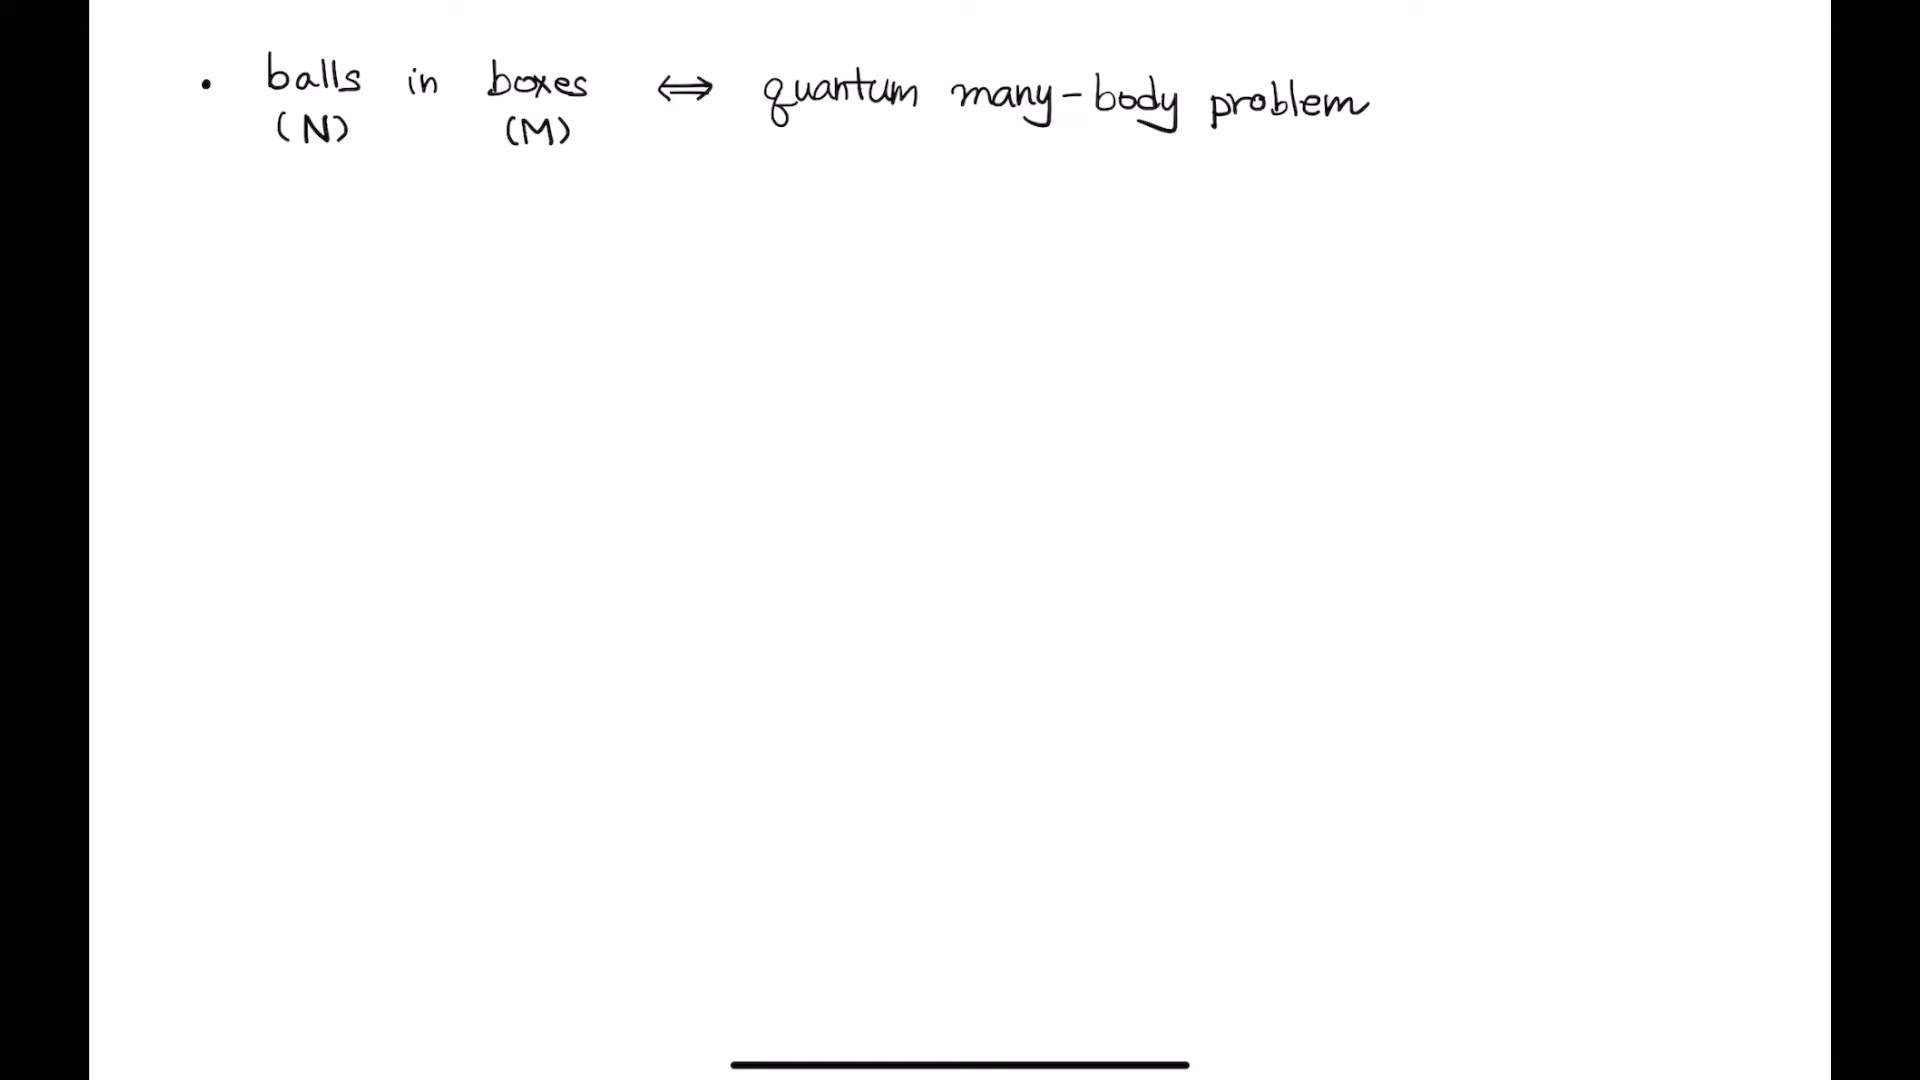 • balls in boxes ⟺ quantum many-body problem
(N) (M)